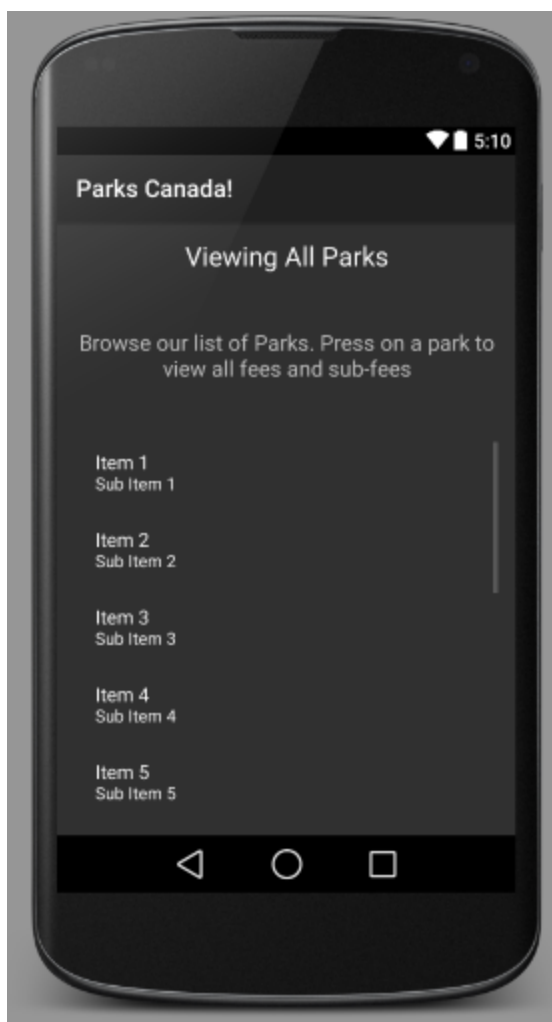 5:10
Parks Canada!
Viewing All Parks
Browse our list of Parks. Press on a park to
view all fees and sub-fees
Item 1
Sub Item 1
Item 2
Sub Item 2
Item 3
Sub Item 3
Item 4
Sub Item 4
Item 5
Sub Item 5